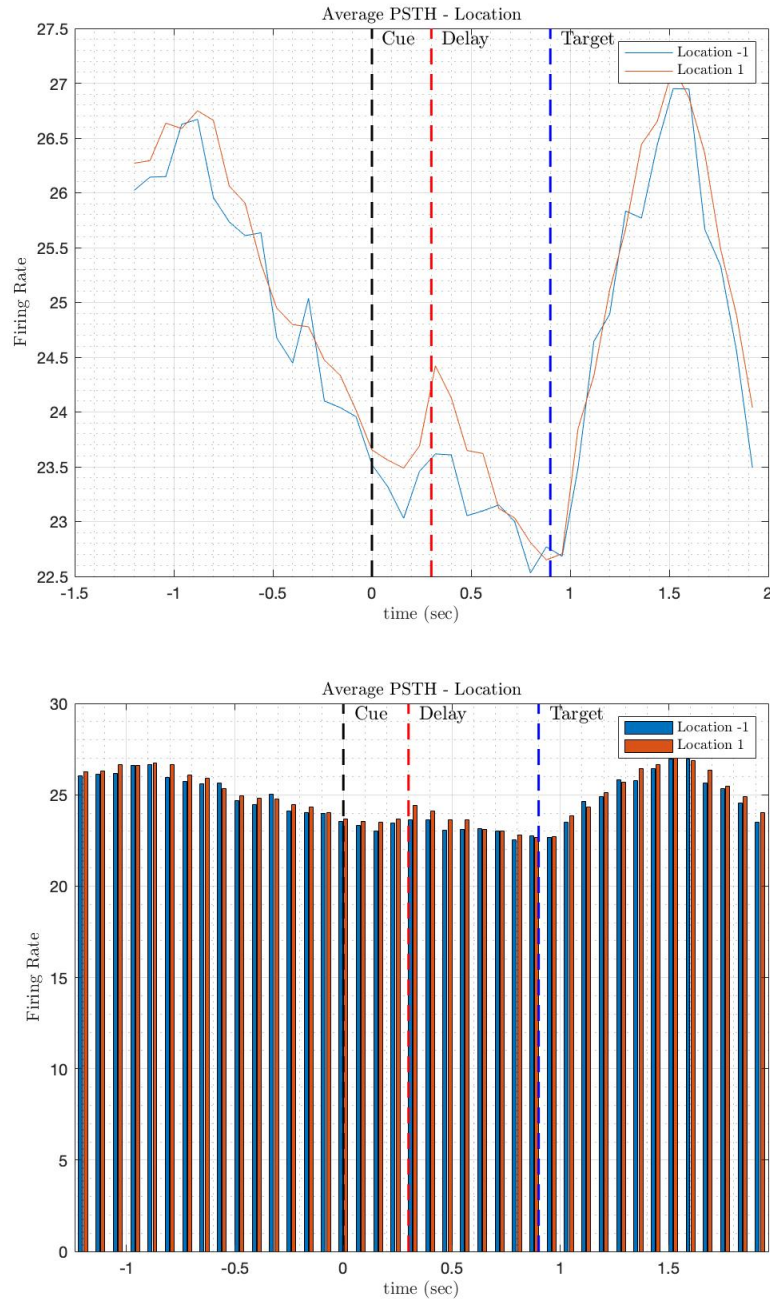 Average PSTH - Location
Cue
Delay
Target
Location -1
Location 1
27.5
27
26.5
26
25.5
25
24.5
24
23.5
23
22.5
Firing Rate
-1.5
-1
-0.5
0
0.5
1
1.5
2
time (sec)
Average PSTH - Location
Cue
Delay
Target
Location -1
Location 1
30
25
20
15
10
5
0
Firing Rate
-1
-0.5
0
0.5
1
1.5
time (sec)